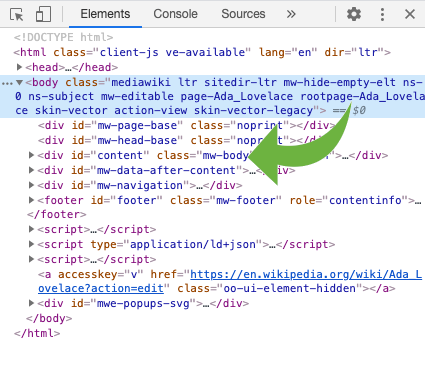 Elements Console Sources »
<!DOCTYPE html>
<html class="client-js ve-available" lang="en" dir="ltr">
<head>…</head>
<body class="mediawiki ltr sitedir-ltr mw-hide-empty-elt ns-
0 ns-subject mw-editable page-Ada_Lovelace rootpage-Ada_Lovela
ce skin-vector action-view skin-vector-legacy"> == $0
<div id="mw-page-base" class="noprint"></div>
<div id="mw-head-base" class="noprint"></div>
<div id="content" class="mw-body …</div>
<div id="mw-data-after-content">…</div>
<div id="mw-navigation">…</div>
<footer id="footer" class="mw-footer" role="contentinfo">…
</footer>
<script>…</script>
<script type="application/ld+json">…</script>
<script>…</script>
<a accesskey="v" href="https://en.wikipedia.org/wiki/Ada_L
ovelace?action=edit" class="oo-ui-element-hidden"></a>
<div id="mwe-popups-svg">…</div>
</body>
</html>